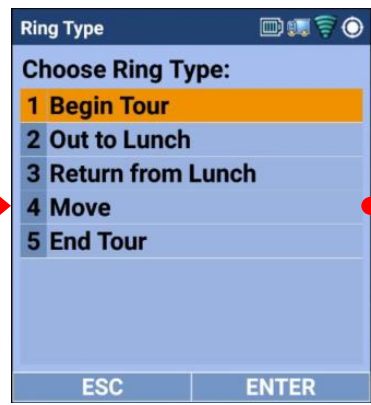 Ring Type
Choose Ring Type:
1 Begin Tour
2 Out to Lunch
3 Return from Lunch
4 Move
5 End Tour
ESC ENTER